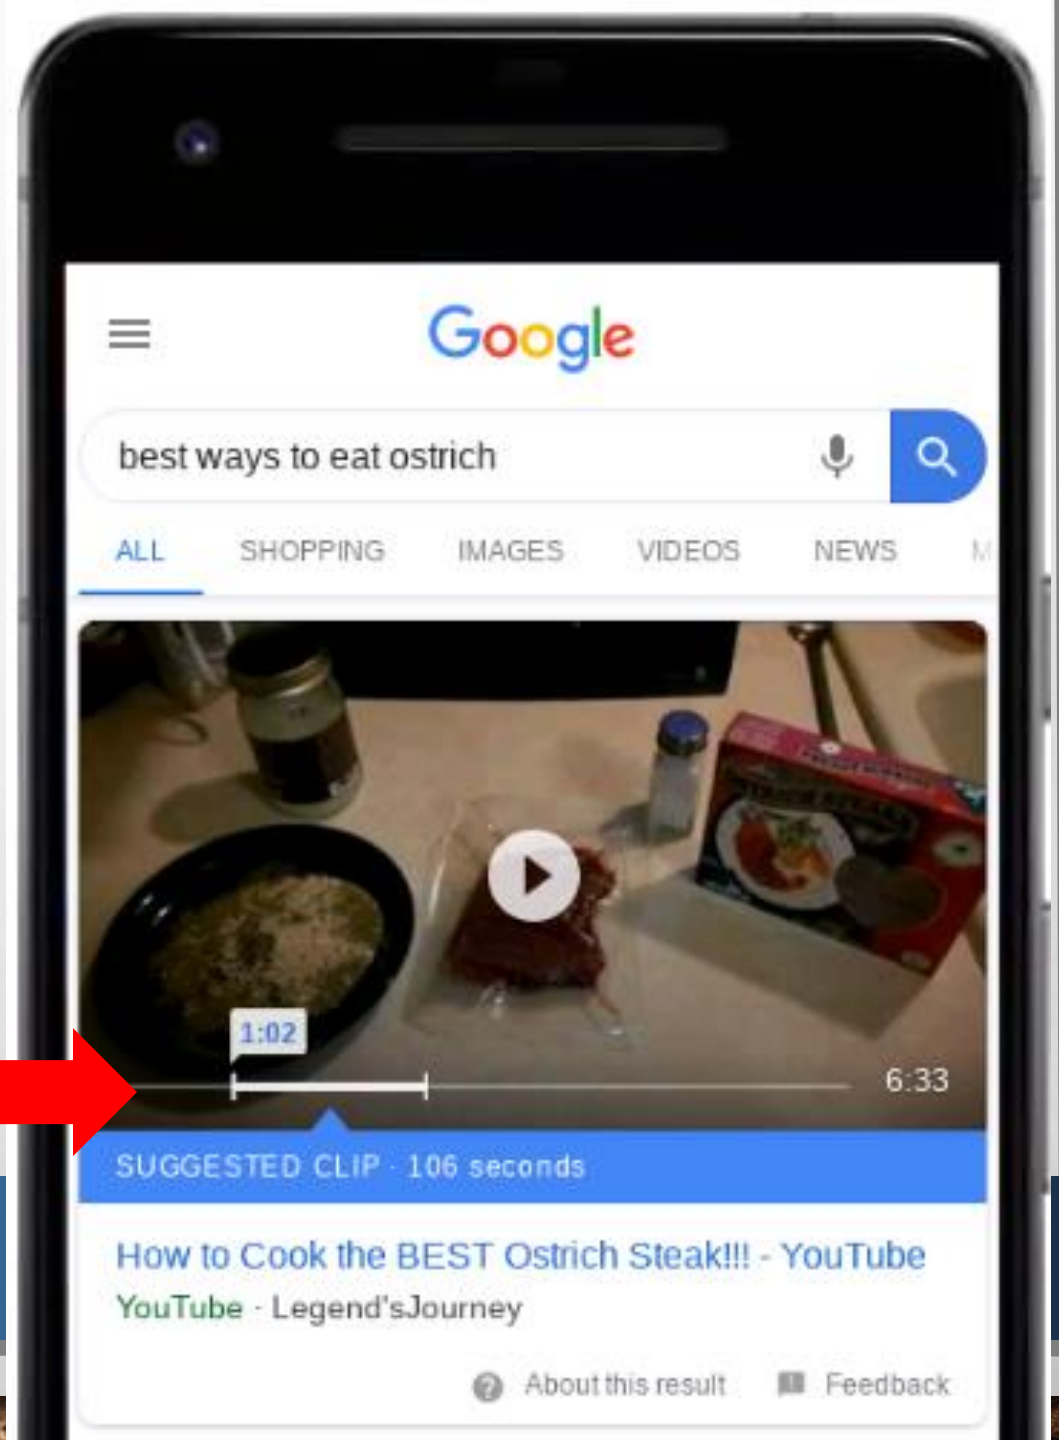 Google
best ways to eat ostrich
ALL SHOPPING IMAGES VIDEOS NEWS M
1:02
6:33
SUGGESTED CLIP · 106 seconds
How to Cook the BEST Ostrich Steak!!! - YouTube
YouTube · Legend'sJourney
About this result Feedback